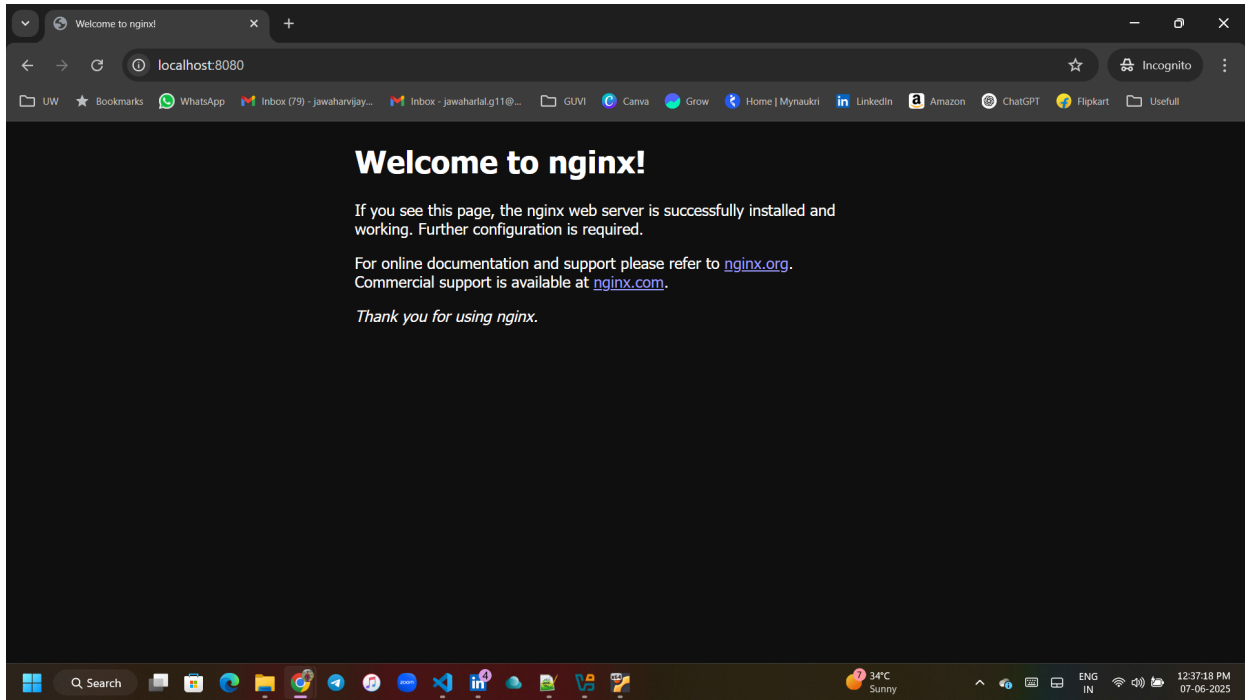 Welcome to nginx!
localhost:8080
Incognito
UW Bookmarks WhatsApp Inbox (79) - jawaharvijay... Inbox - jawaharlal.g11@... GUVI Canva Grow Home | Mynaukri LinkedIn Amazon ChatGPT Flipkart Usefull
Welcome to nginx!
If you see this page, the nginx web server is successfully installed and
working. Further configuration is required.
For online documentation and support please refer to nginx.org.
Commercial support is available at nginx.com.
Thank you for using nginx.
Search
zoom
4
7
34°C
Sunny
ENG
IN
12:37:18 PM
07-06-2025